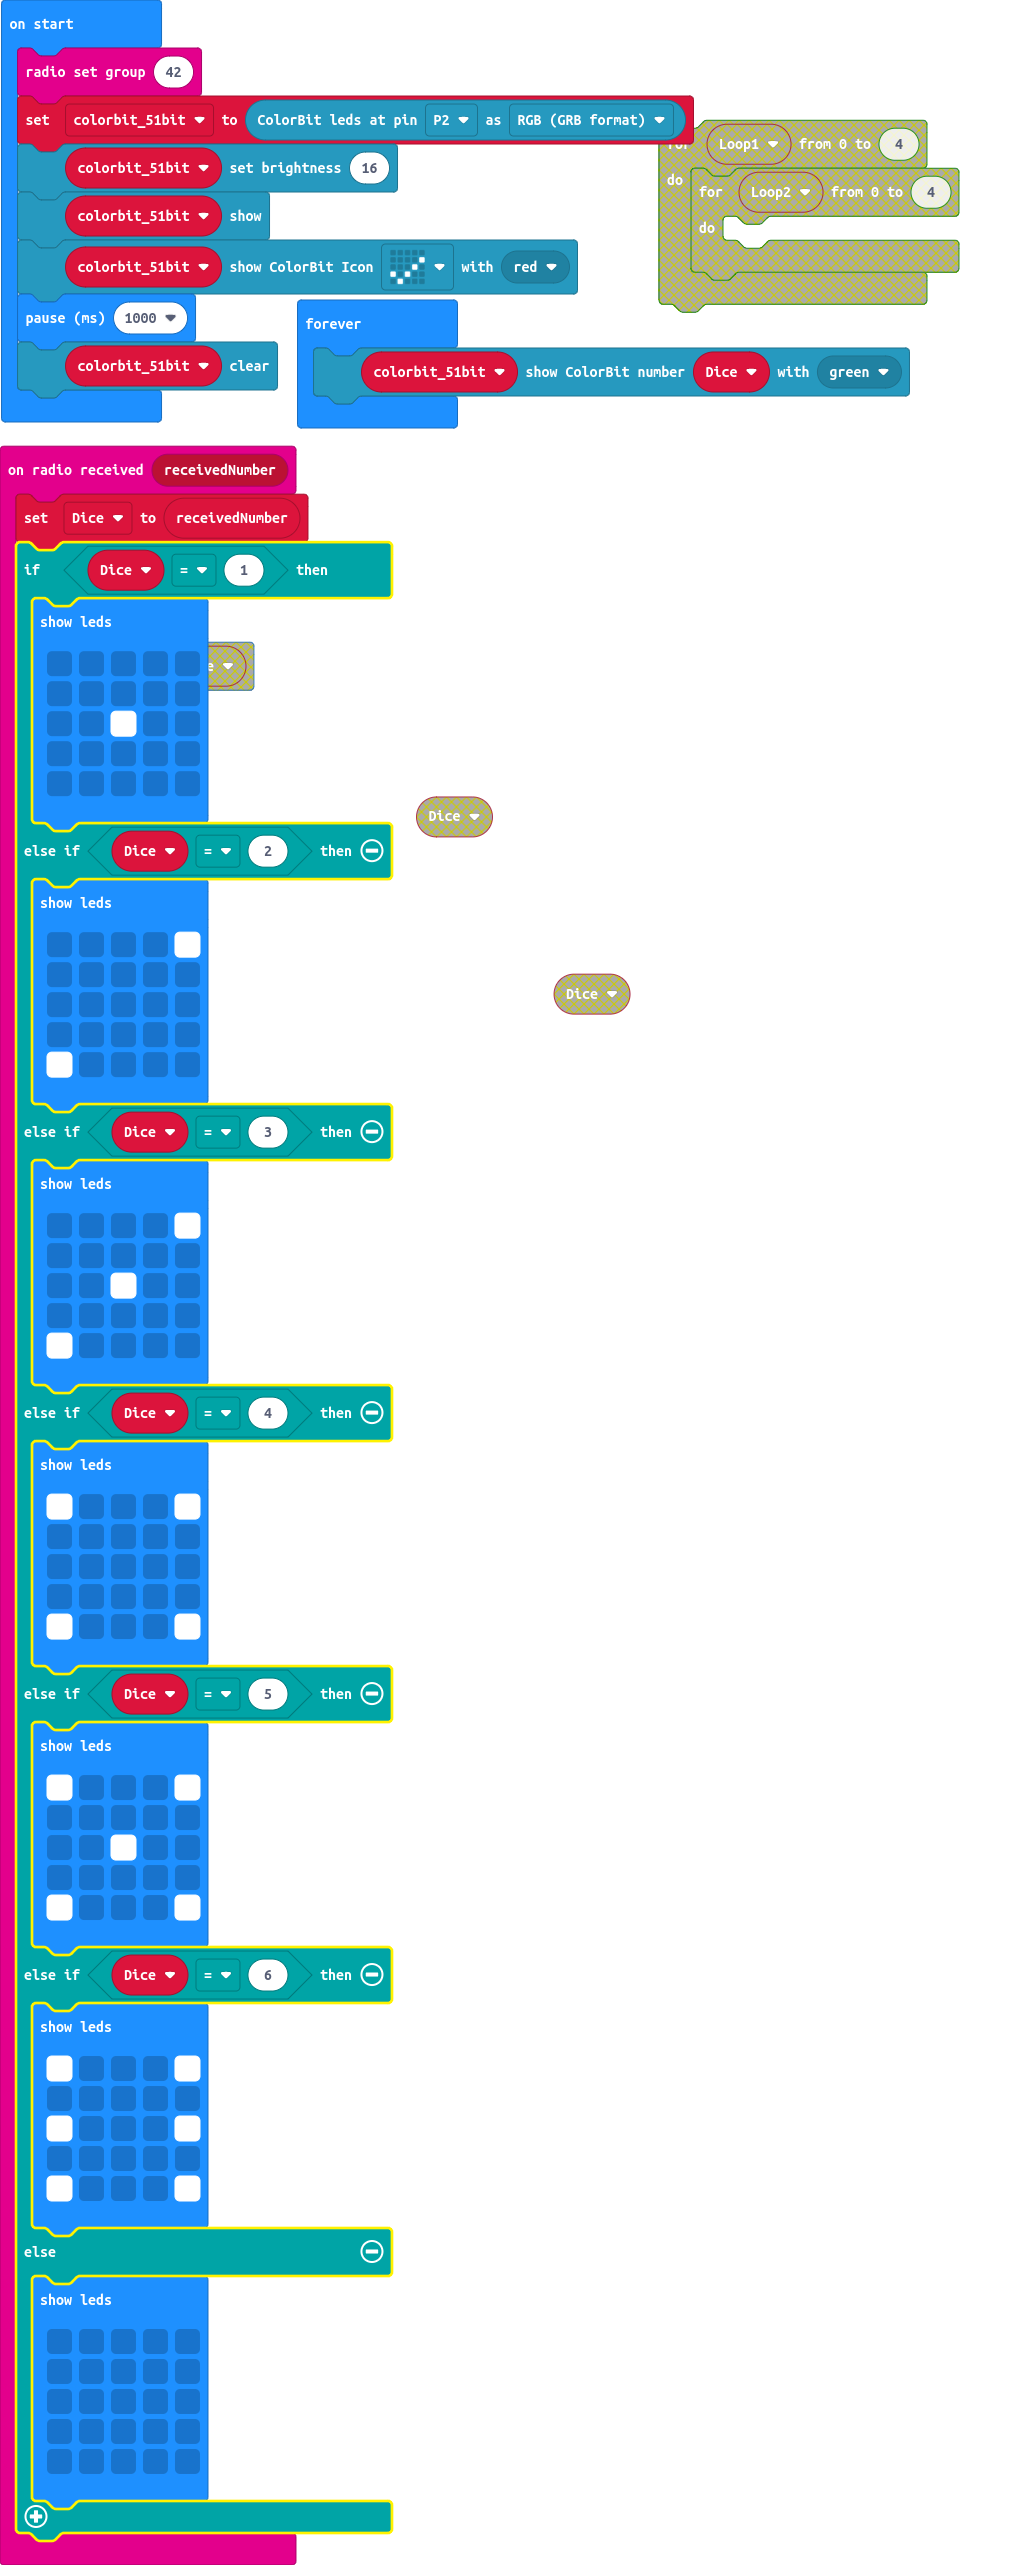 on start
radio set group 42
set colorbit_51bit to ColorBit leds at pin P2 as RGB (GRB format)
colorbit_51bit set brightness 16
colorbit_51bit show
colorbit_51bit show ColorBit Icon with red
pause (ms) 1000
colorbit_51bit clear
for Loop1 from 0 to 4
do
for Loop2 from 0 to 4
do
forever
colorbit_51bit show ColorBit number Dice with green
on radio received receivedNumber
set Dice to receivedNumber
if Dice = 1 then
show leds
Dice
else if Dice = 2 then
show leds
Dice
else if Dice = 3 then
show leds
else if Dice = 4 then
show leds
else if Dice = 5 then
show leds
else if Dice = 6 then
show leds
else
show leds